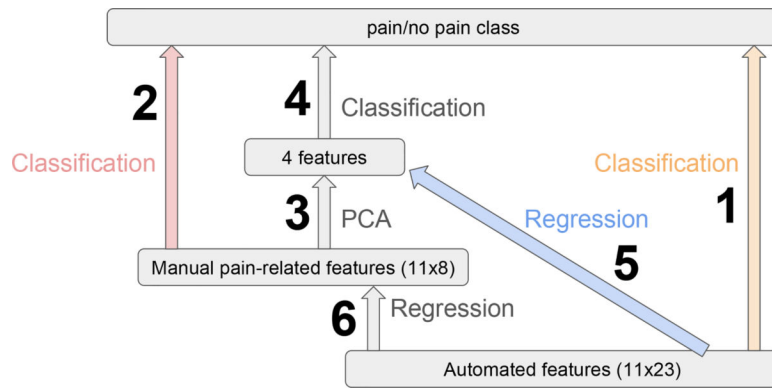 pain/no pain class
2
4
Classification
Classification
4 features
Classification
1
3
PCA
Regression
5
Manual pain-related features (11x8)
6
Regression
Automated features (11x23)